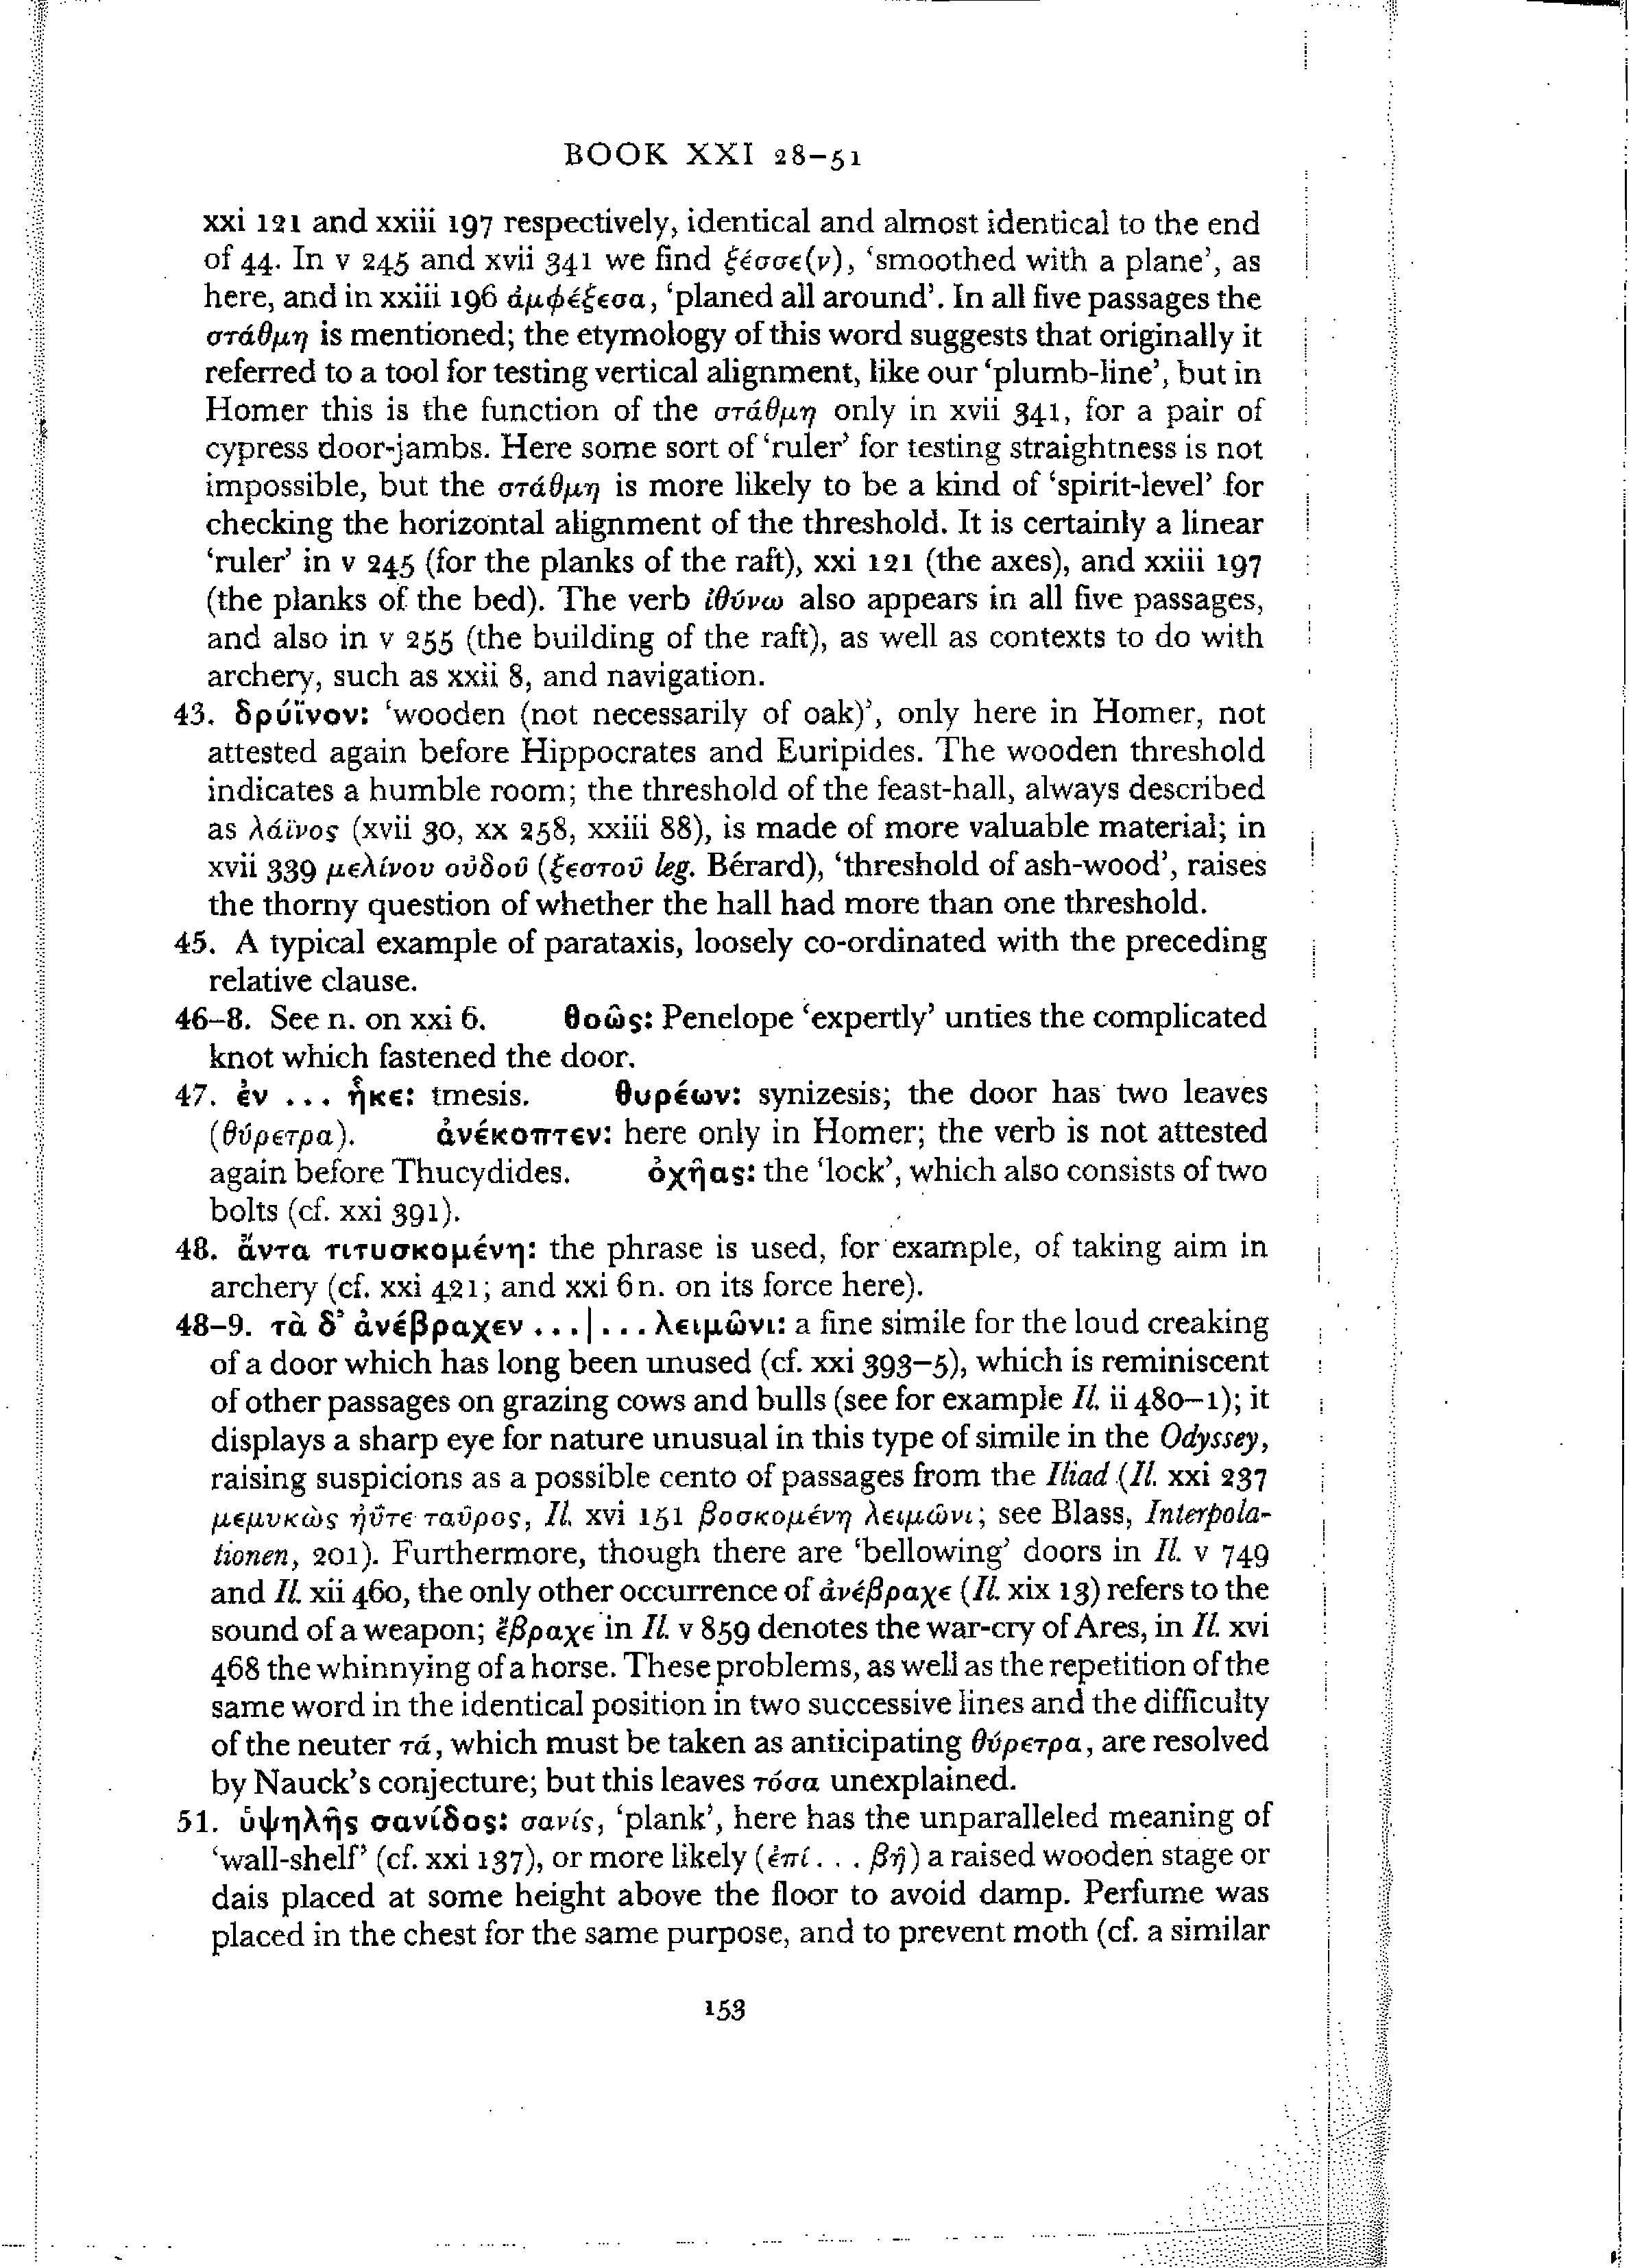 BOOK XXI 28–51
xxi 121 and xxiii 197 respectively, identical and almost identical to the end
of 44. In v 245 and xvii 341 we find ξέσσε(ν), ‘smoothed with a plane’, as
here, and in xxiii 196 ἀμφέξεσα, ‘planed all around’. In all five passages the
στάθμη is mentioned; the etymology of this word suggests that originally it
referred to a tool for testing vertical alignment, like our ‘plumb-line’, but in
Homer this is the function of the στάθμη only in xvii 341, for a pair of
cypress door-jambs. Here some sort of ‘ruler’ for testing straightness is not
impossible, but the στάθμη is more likely to be a kind of ‘spirit-level’ for
checking the horizontal alignment of the threshold. It is certainly a linear
‘ruler’ in v 245 (for the planks of the raft), xxi 121 (the axes), and xxiii 197
(the planks of the bed). The verb ἰθύνω also appears in all five passages,
and also in v 255 (the building of the raft), as well as contexts to do with
archery, such as xxii 8, and navigation.
43. δρύϊνον: ‘wooden (not necessarily of oak)’, only here in Homer, not
attested again before Hippocrates and Euripides. The wooden threshold
indicates a humble room; the threshold of the feast-hall, always described
as λάϊνος (xvii 30, xx 258, xxiii 88), is made of more valuable material; in
xvii 339 μελίνου οὐδοῦ (ξεστοῦ leg. Bérard), ‘threshold of ash-wood’, raises
the thorny question of whether the hall had more than one threshold.
45. A typical example of parataxis, loosely co-ordinated with the preceding
relative clause.
46–8. See n. on xxi 6. θοῶς: Penelope ‘expertly’ unties the complicated
knot which fastened the door.
47. ἐν ... ἧκε: tmesis. θυρέων: synizesis; the door has two leaves
(θύρετρα). ἀνέκοπτεν: here only in Homer; the verb is not attested
again before Thucydides. ὀχῆας: the ‘lock’, which also consists of two
bolts (cf. xxi 391).
48. ἄντα τιτυσκομένη: the phrase is used, for example, of taking aim in
archery (cf. xxi 421; and xxi 6 n. on its force here).
48–9. τὰ δ’ ἀνέβραχεν ...|... λειμῶνι: a fine simile for the loud creaking
of a door which has long been unused (cf. xxi 393–5), which is reminiscent
of other passages on grazing cows and bulls (see for example Il. ii 480–1); it
displays a sharp eye for nature unusual in this type of simile in the Odyssey,
raising suspicions as a possible cento of passages from the Iliad (Il. xxi 237
μεμυκὼς ἠΰτε ταῦρος, Il. xvi 151 βοσκομένη λειμῶνι; see Blass, Interpola-
tionen, 201). Furthermore, though there are ‘bellowing’ doors in Il. v 749
and Il. xii 460, the only other occurrence of ἀνέβραχε (Il. xix 13) refers to the
sound of a weapon; ἔβραχε in Il. v 859 denotes the war-cry of Ares, in Il. xvi
468 the whinnying of a horse. These problems, as well as the repetition of the
same word in the identical position in two successive lines and the difficulty
of the neuter τά, which must be taken as anticipating θύρετρα, are resolved
by Nauck’s conjecture; but this leaves τόσα unexplained.
51. ὑψηλῆς σανίδος: σανίς, ‘plank’, here has the unparalleled meaning of
‘wall-shelf’ (cf. xxi 137), or more likely (ἐπί... βῆ) a raised wooden stage or
dais placed at some height above the floor to avoid damp. Perfume was
placed in the chest for the same purpose, and to prevent moth (cf. a similar
153